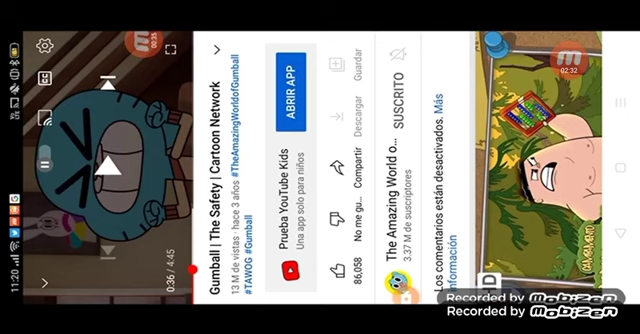 11:20
0:36 / 4:45
CC
00:35
Gumball | The Safety | Cartoon Network
13 M de vistas · hace 3 años #TheAmazingWorldofGumball
#TAWOG #Gumball
Prueba YouTube Kids
Una app solo para niños
ABRIR APP
86,058
No me gu...
Compartir
Descargar
Guardar
The Amazing World o...
3.37 M de suscriptores
SUSCRITO
Los comentarios están desactivados. Más
información
02:32
Recorded by Mobizen
Recorded by Mobizen